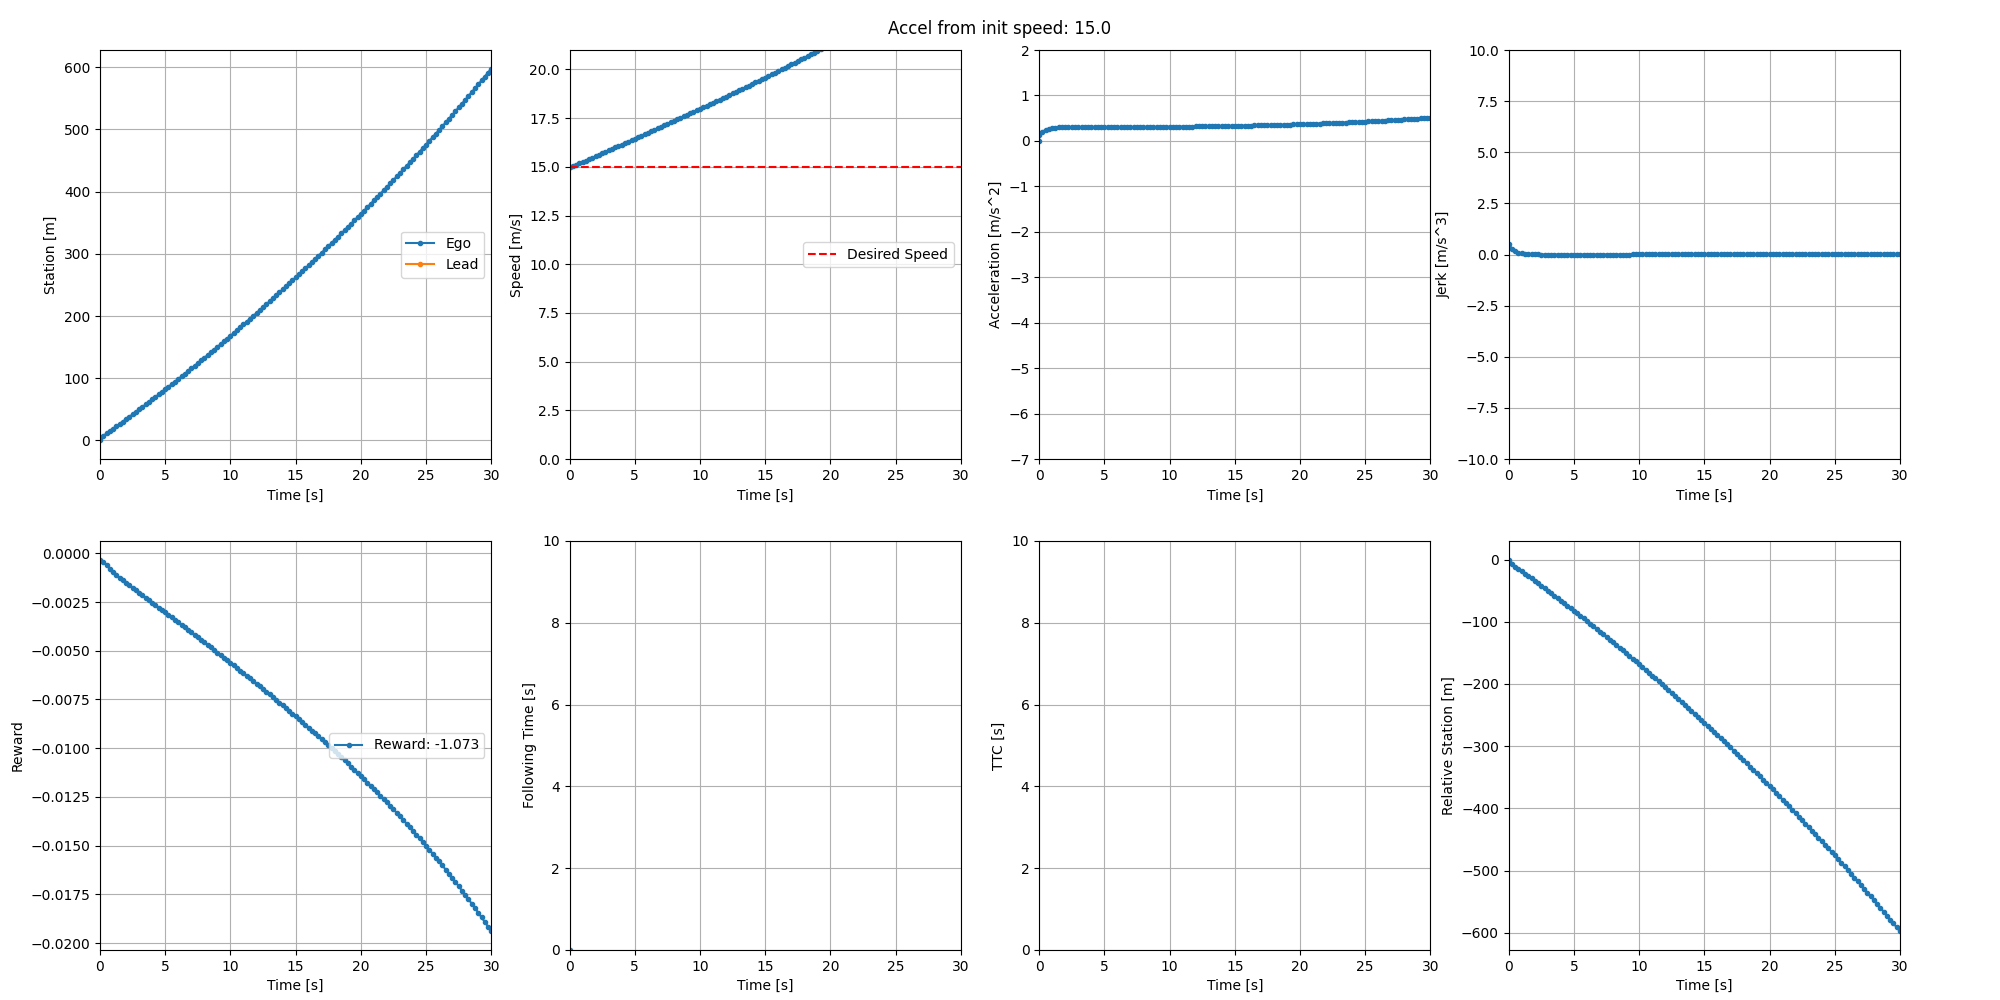 Accel from init speed: 15.0
600
500
400
300
200
100
0
Station [m]
0 5 10 15 20 25 30
Time [s]
Ego
Lead
20.0
17.5
15.0
12.5
10.0
7.5
5.0
2.5
0.0
Speed [m/s]
0 5 10 15 20 25 30
Time [s]
Desired Speed
2
1
0
−1
−2
−3
−4
−5
−6
−7
Acceleration [m/s^2]
0 5 10 15 20 25 30
Time [s]
10.0
7.5
5.0
2.5
0.0
−2.5
−5.0
−7.5
−10.0
Jerk [m/s^3]
0 5 10 15 20 25 30
Time [s]
0.0000
−0.0025
−0.0050
−0.0075
−0.0100
−0.0125
−0.0150
−0.0175
−0.0200
Reward
0 5 10 15 20 25 30
Time [s]
Reward: -1.073
10
8
6
4
2
0
Following Time [s]
0 5 10 15 20 25 30
Time [s]
10
8
6
4
2
0
TTC [s]
0 5 10 15 20 25 30
Time [s]
0
−100
−200
−300
−400
−500
−600
Relative Station [m]
0 5 10 15 20 25 30
Time [s]